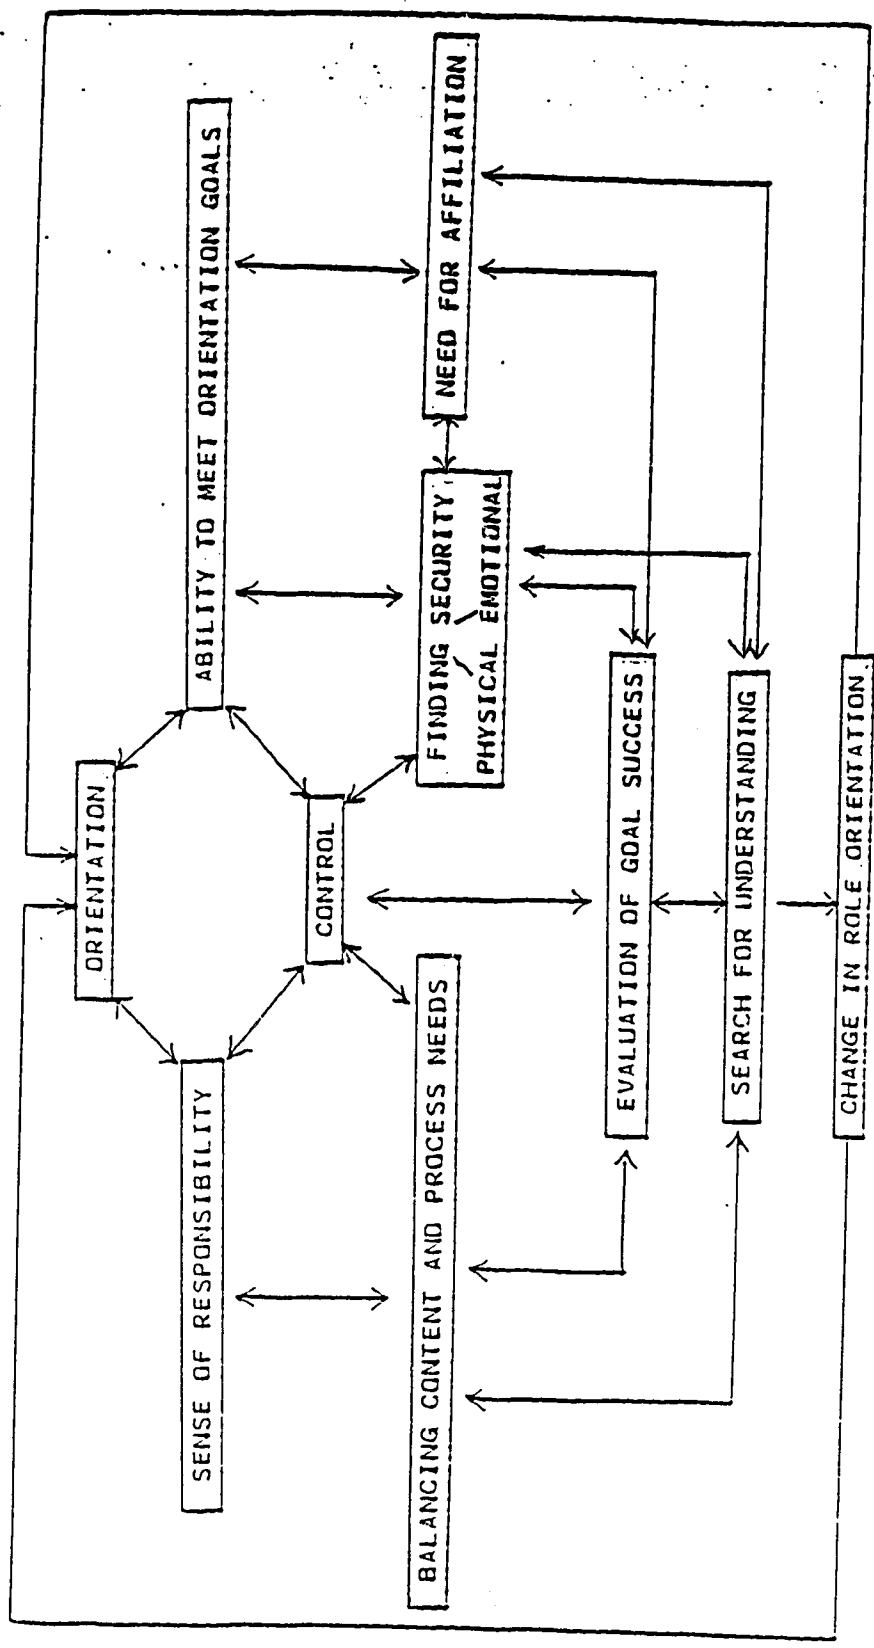 ORIENTATION
SENSE OF RESPONSIBILITY
ABILITY TO MEET ORIENTATION GOALS
CONTROL
BALANCING CONTENT AND PROCESS NEEDS
FINDING SECURITY
PHYSICAL EMOTIONAL
NEED FOR AFFILIATION
EVALUATION OF GOAL SUCCESS
SEARCH FOR UNDERSTANDING
CHANGE IN ROLE ORIENTATION